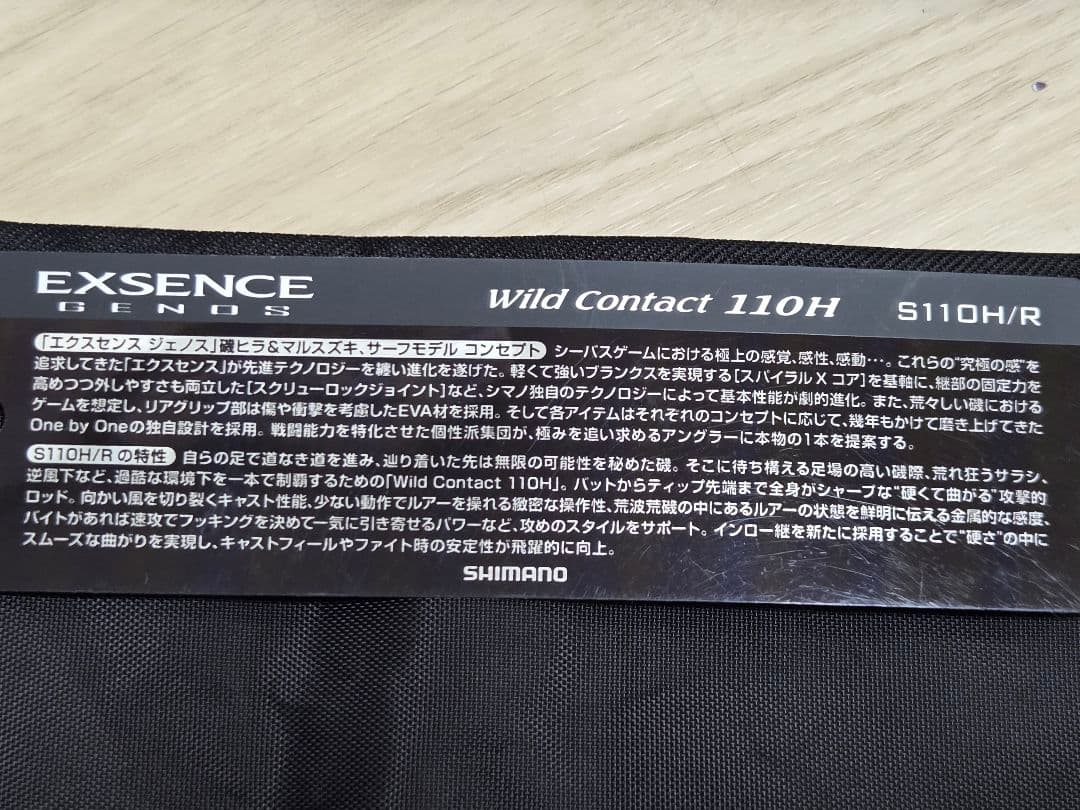 EXSENCE
GENOS
Wild Contact 110H
S110H/R
「エクスセンス ジェノス」磯ヒラ&マルスズキ、サーフモデル コンセプト シーバスゲームにおける極上の感覚、感性、感動…。これらの“究極の感”を
追求してきた「エクスセンス」が先進テクノロジーを纏い進化を遂げた。軽くて強いブランクスを実現する[スパイラルX コア]を基軸に、継部の固定力を
高めつつ外しやすさも両立した[スクリューロックジョイント]など、シマノ独自のテクノロジーによって基本性能が劇的進化。また、荒々しい磯における
ゲームを想定し、リアグリップ部は傷や衝撃を考慮したEVA材を採用。そして各アイテムはそれぞれのコンセプトに応じて、幾年もかけて磨き上げてきた
One by Oneの独自設計を採用。戦闘能力を特化させた個性派集団が、極みを追い求めるアングラーに本物の1本を提案する。
S110H/R の特性 自らの足で道なき道を進み、辿り着いた先は無限の可能性を秘めた磯。そこに待ち構える足場の高い磯際、荒れ狂うサラシ、
逆風下など、過酷な環境下を一本で制覇するための「Wild Contact 110H」。バットからティップ先端まで全身がシャープな“硬くて曲がる”攻撃的
ロッド。向かい風を切り裂くキャスト性能、少ない動作でルアーを操れる緻密な操作性、荒波荒磯の中にあるルアーの状態を鮮明に伝える金属的な感度、
バイトがあれば速攻でフッキングを決めて一気に引き寄せるパワーなど、攻めのスタイルをサポート。インロー継を新たに採用することで“硬さ”の中に
スムーズな曲がりを実現し、キャストフィールやファイト時の安定性が飛躍的に向上。
SHIMANO